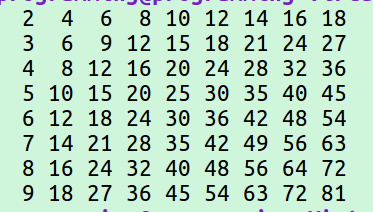 2 4 6 8 10 12 14 16 18
3 6 9 12 15 18 21 24 27
4 8 12 16 20 24 28 32 36
5 10 15 20 25 30 35 40 45
6 12 18 24 30 36 42 48 54
7 14 21 28 35 42 49 56 63
8 16 24 32 40 48 56 64 72
9 18 27 36 45 54 63 72 81